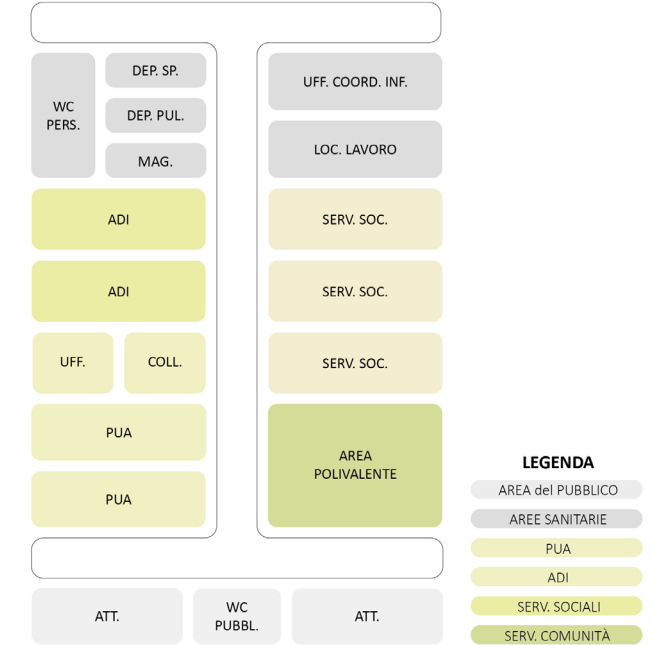 DEP. SP.
UFF. COORD. INF.
WC
PERS.
DEP. PUL.
LOC. LAVORO
MAG.
ADI
SERV. SOC.
ADI
SERV. SOC.
UFF.
COLL.
SERV. SOC.
PUA
AREA
POLIVALENTE
PUA
LEGENDA
AREA del PUBBLICO
AREE SANITARIE
PUA
ADI
SERV. SOCIALI
SERV. COMUNITÀ
ATT.
WC
PUBBL.
ATT.